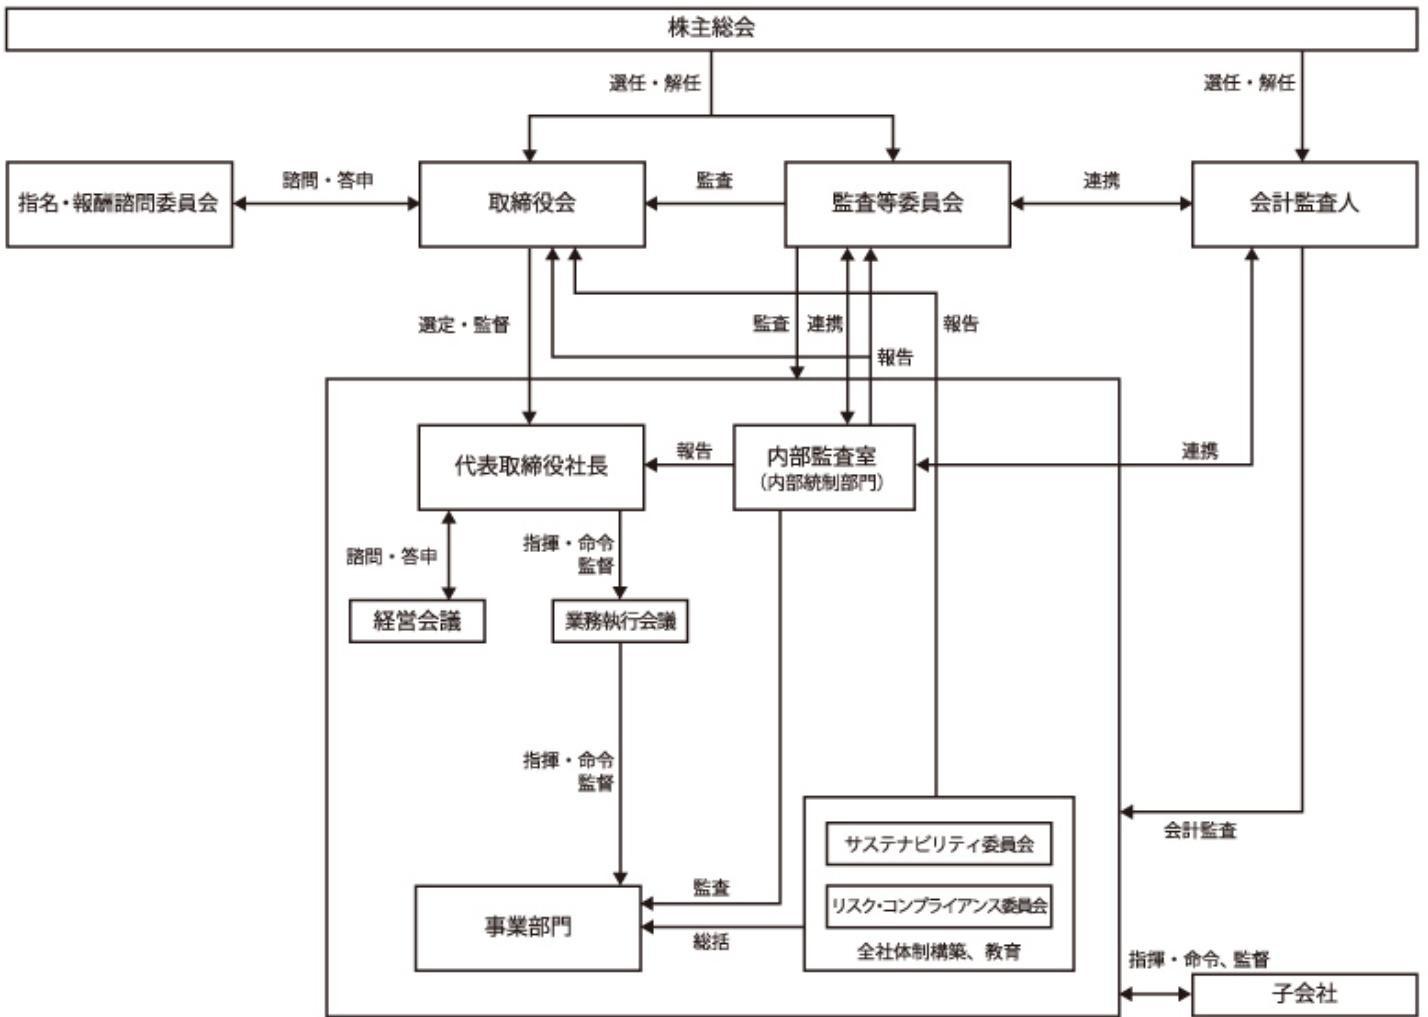 株主総会
選任・解任
選任・解任
指名・報酬諮問委員会
諮問・答申
取締役会
監査
監査等委員会
連携
会計監査人
選定・監督
監査
連携
報告
報告
代表取締役社長
報告
内部監査室
（内部統制部門）
連携
諮問・答申
指揮・命令
監督
経営会議
業務執行会議
指揮・命令
監督
サステナビリティ委員会
会計監査
リスク・コンプライアンス委員会
全社体制構築、教育
監査
事業部門
総括
指揮・命令、監督
子会社